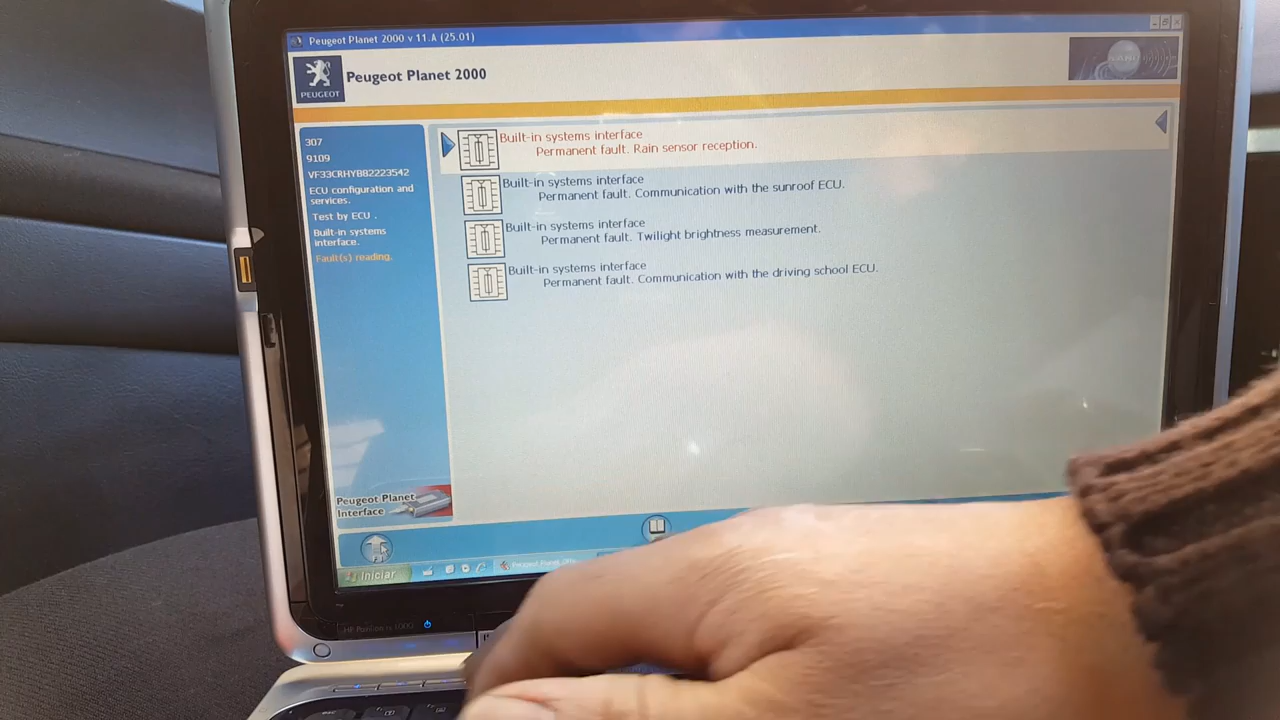 Peugeot Planet 2000 v 11.A (25.01)
PEUGEOT
Peugeot Planet 2000
307
9109
VF33CRHYB82223542
ECU configuration and
services.
Test by ECU .
Built-in systems
interface.
Fault(s) reading.
Built-in systems interface
Permanent fault. Rain sensor reception.
Built-in systems interface
Permanent fault. Communication with the sunroof ECU.
Built-in systems interface
Permanent fault. Twilight brightness measurement.
Built-in systems interface
Permanent fault. Communication with the driving school ECU.
Peugeot Planet
Interface
Iniciar
HP Pavilion tx1000